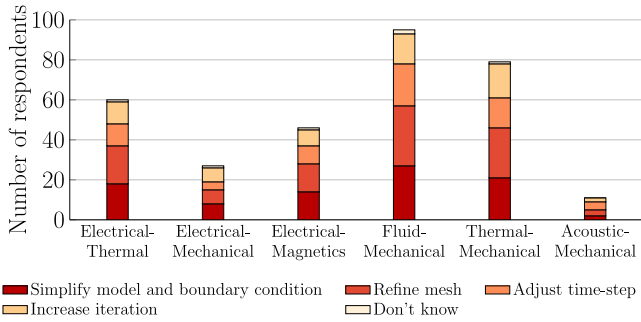 Number of respondents
100
80
60
40
20
0
Electrical-
Thermal
Electrical-
Mechanical
Electrical-
Magnetics
Fluid-
Mechanical
Thermal-
Mechanical
Acoustic-
Mechanical
Simplify model and boundary condition
Refine mesh
Adjust time-step
Increase iteration
Don't know